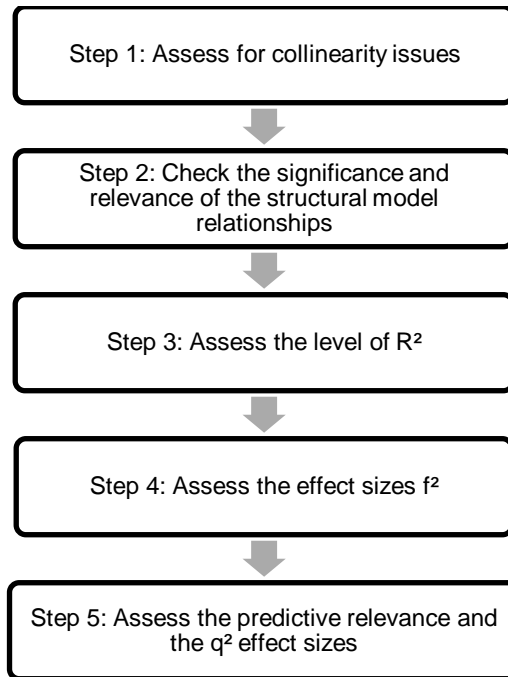 Step 1: Assess for collinearity issues
Step 2: Check the significance and
relevance of the structural model
relationships
Step 3: Assess the level of R²
Step 4: Assess the effect sizes f²
Step 5: Assess the predictive relevance and
the q² effect sizes